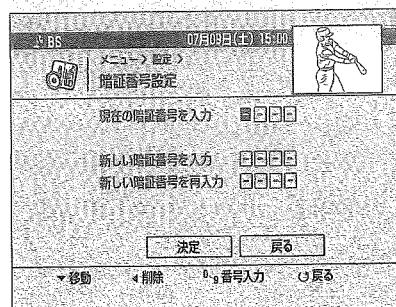 BS 07月09日(土) 15:00
メニュー > 設定 >
暗証番号設定
現在の暗証番号を入力 - - - -
新しい暗証番号を入力 - - - -
新しい暗証番号を再入力 - - - -
決定 戻る
▼移動 ◀削除 0-9番号入力 ↺戻る